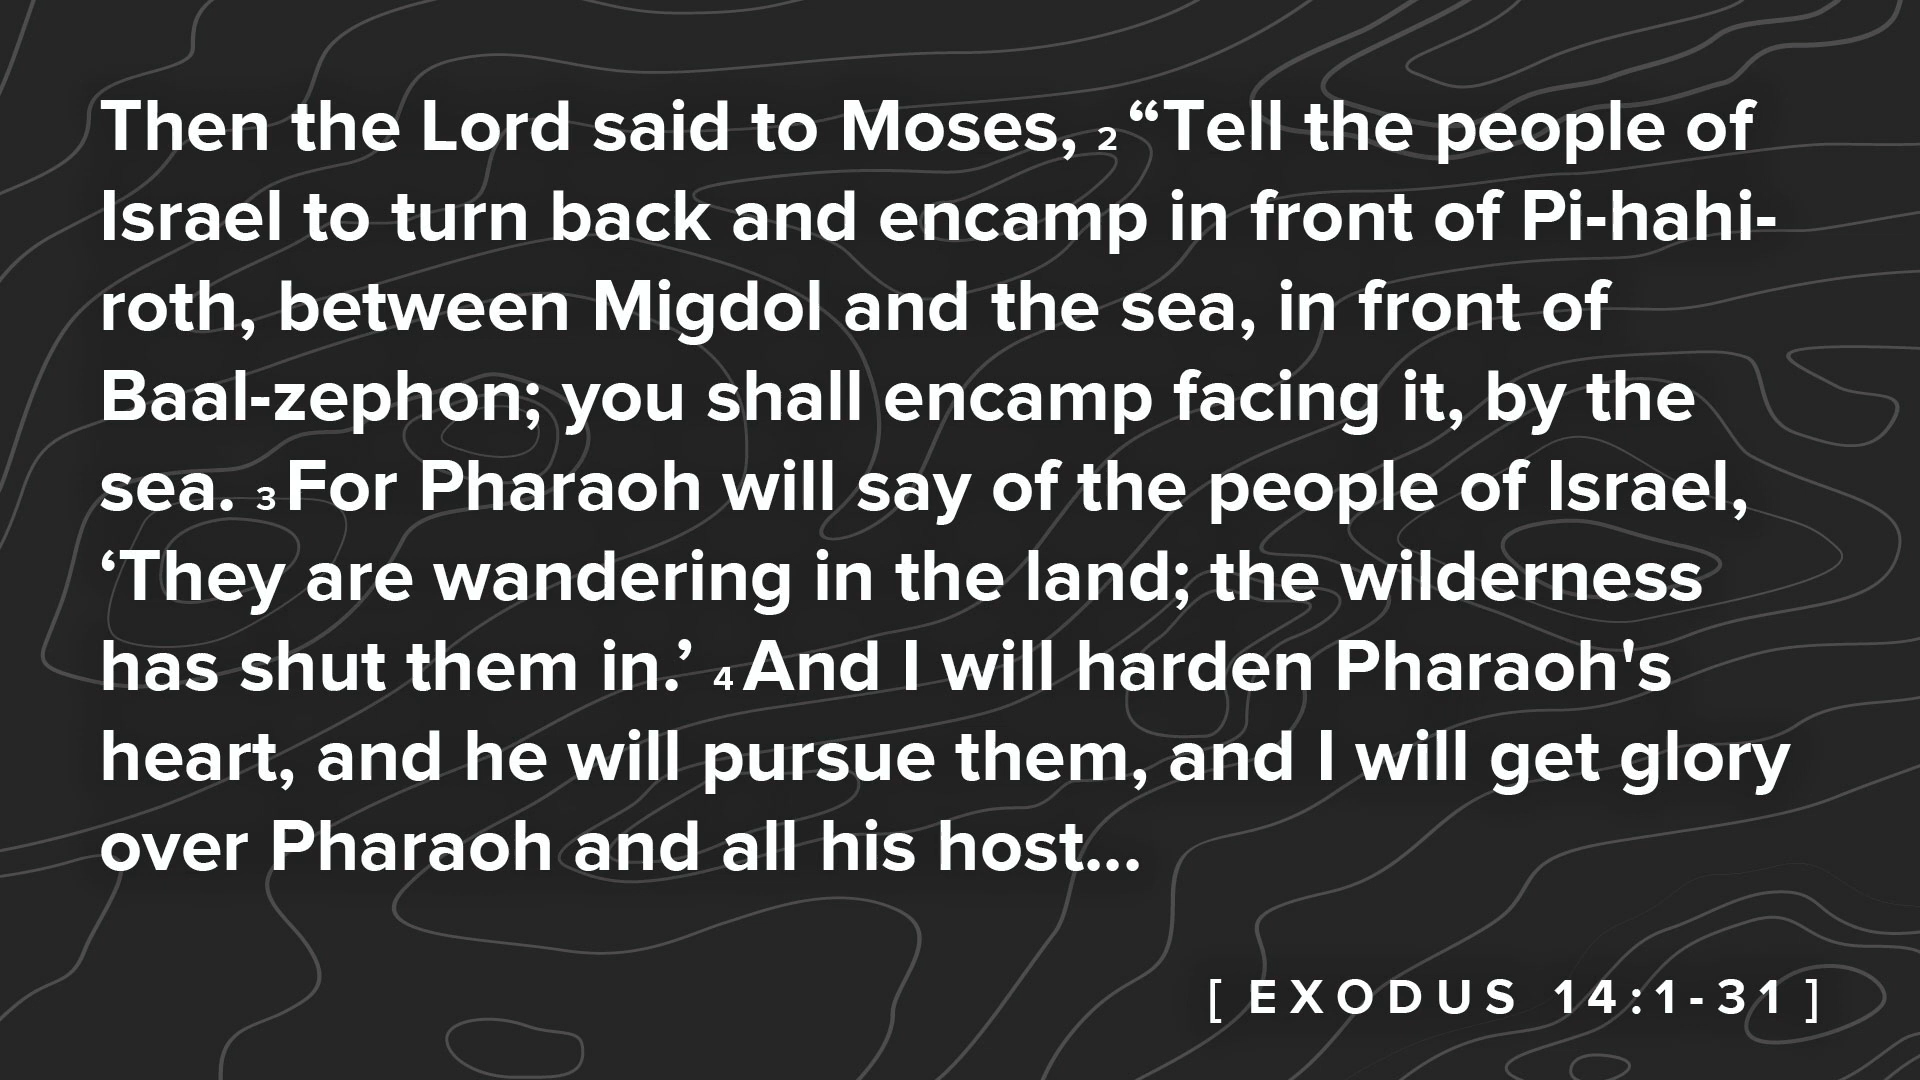 Then the Lord said to Moses, 2 “Tell the people of
Israel to turn back and encamp in front of Pi-hahi-
roth, between Migdol and the sea, in front of
Baal-zephon; you shall encamp facing it, by the
sea. 3 For Pharaoh will say of the people of Israel,
‘They are wandering in the land; the wilderness
has shut them in.’ 4 And I will harden Pharaoh's
heart, and he will pursue them, and I will get glory
over Pharaoh and all his host...
[ EXODUS 14:1-31 ]